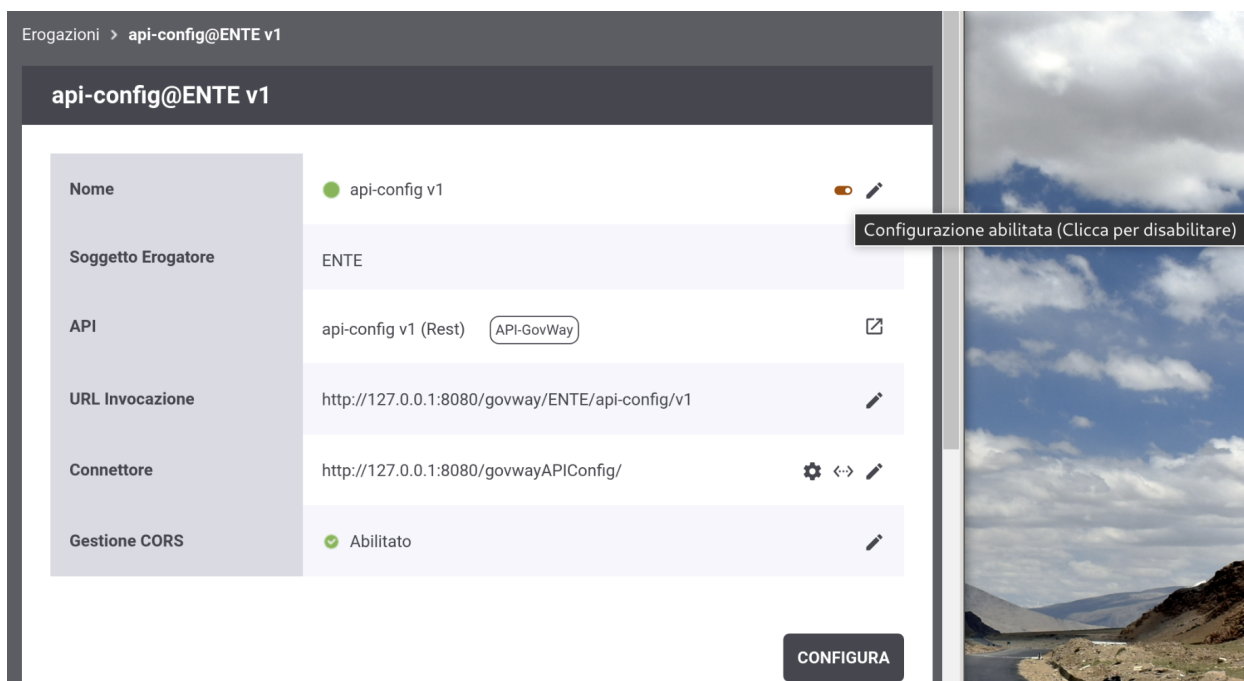 Erogazioni > api-config@ENTE v1
api-config@ENTE v1
Nome api-config v1
Configurazione abilitata (Clicca per disabilitare)
Soggetto Erogatore ENTE
API api-config v1 (Rest) API-GovWay
URL Invocazione http://127.0.0.1:8080/govway/ENTE/api-config/v1
Connettore http://127.0.0.1:8080/govwayAPIConfig/
Gestione CORS Abilitato
CONFIGURA